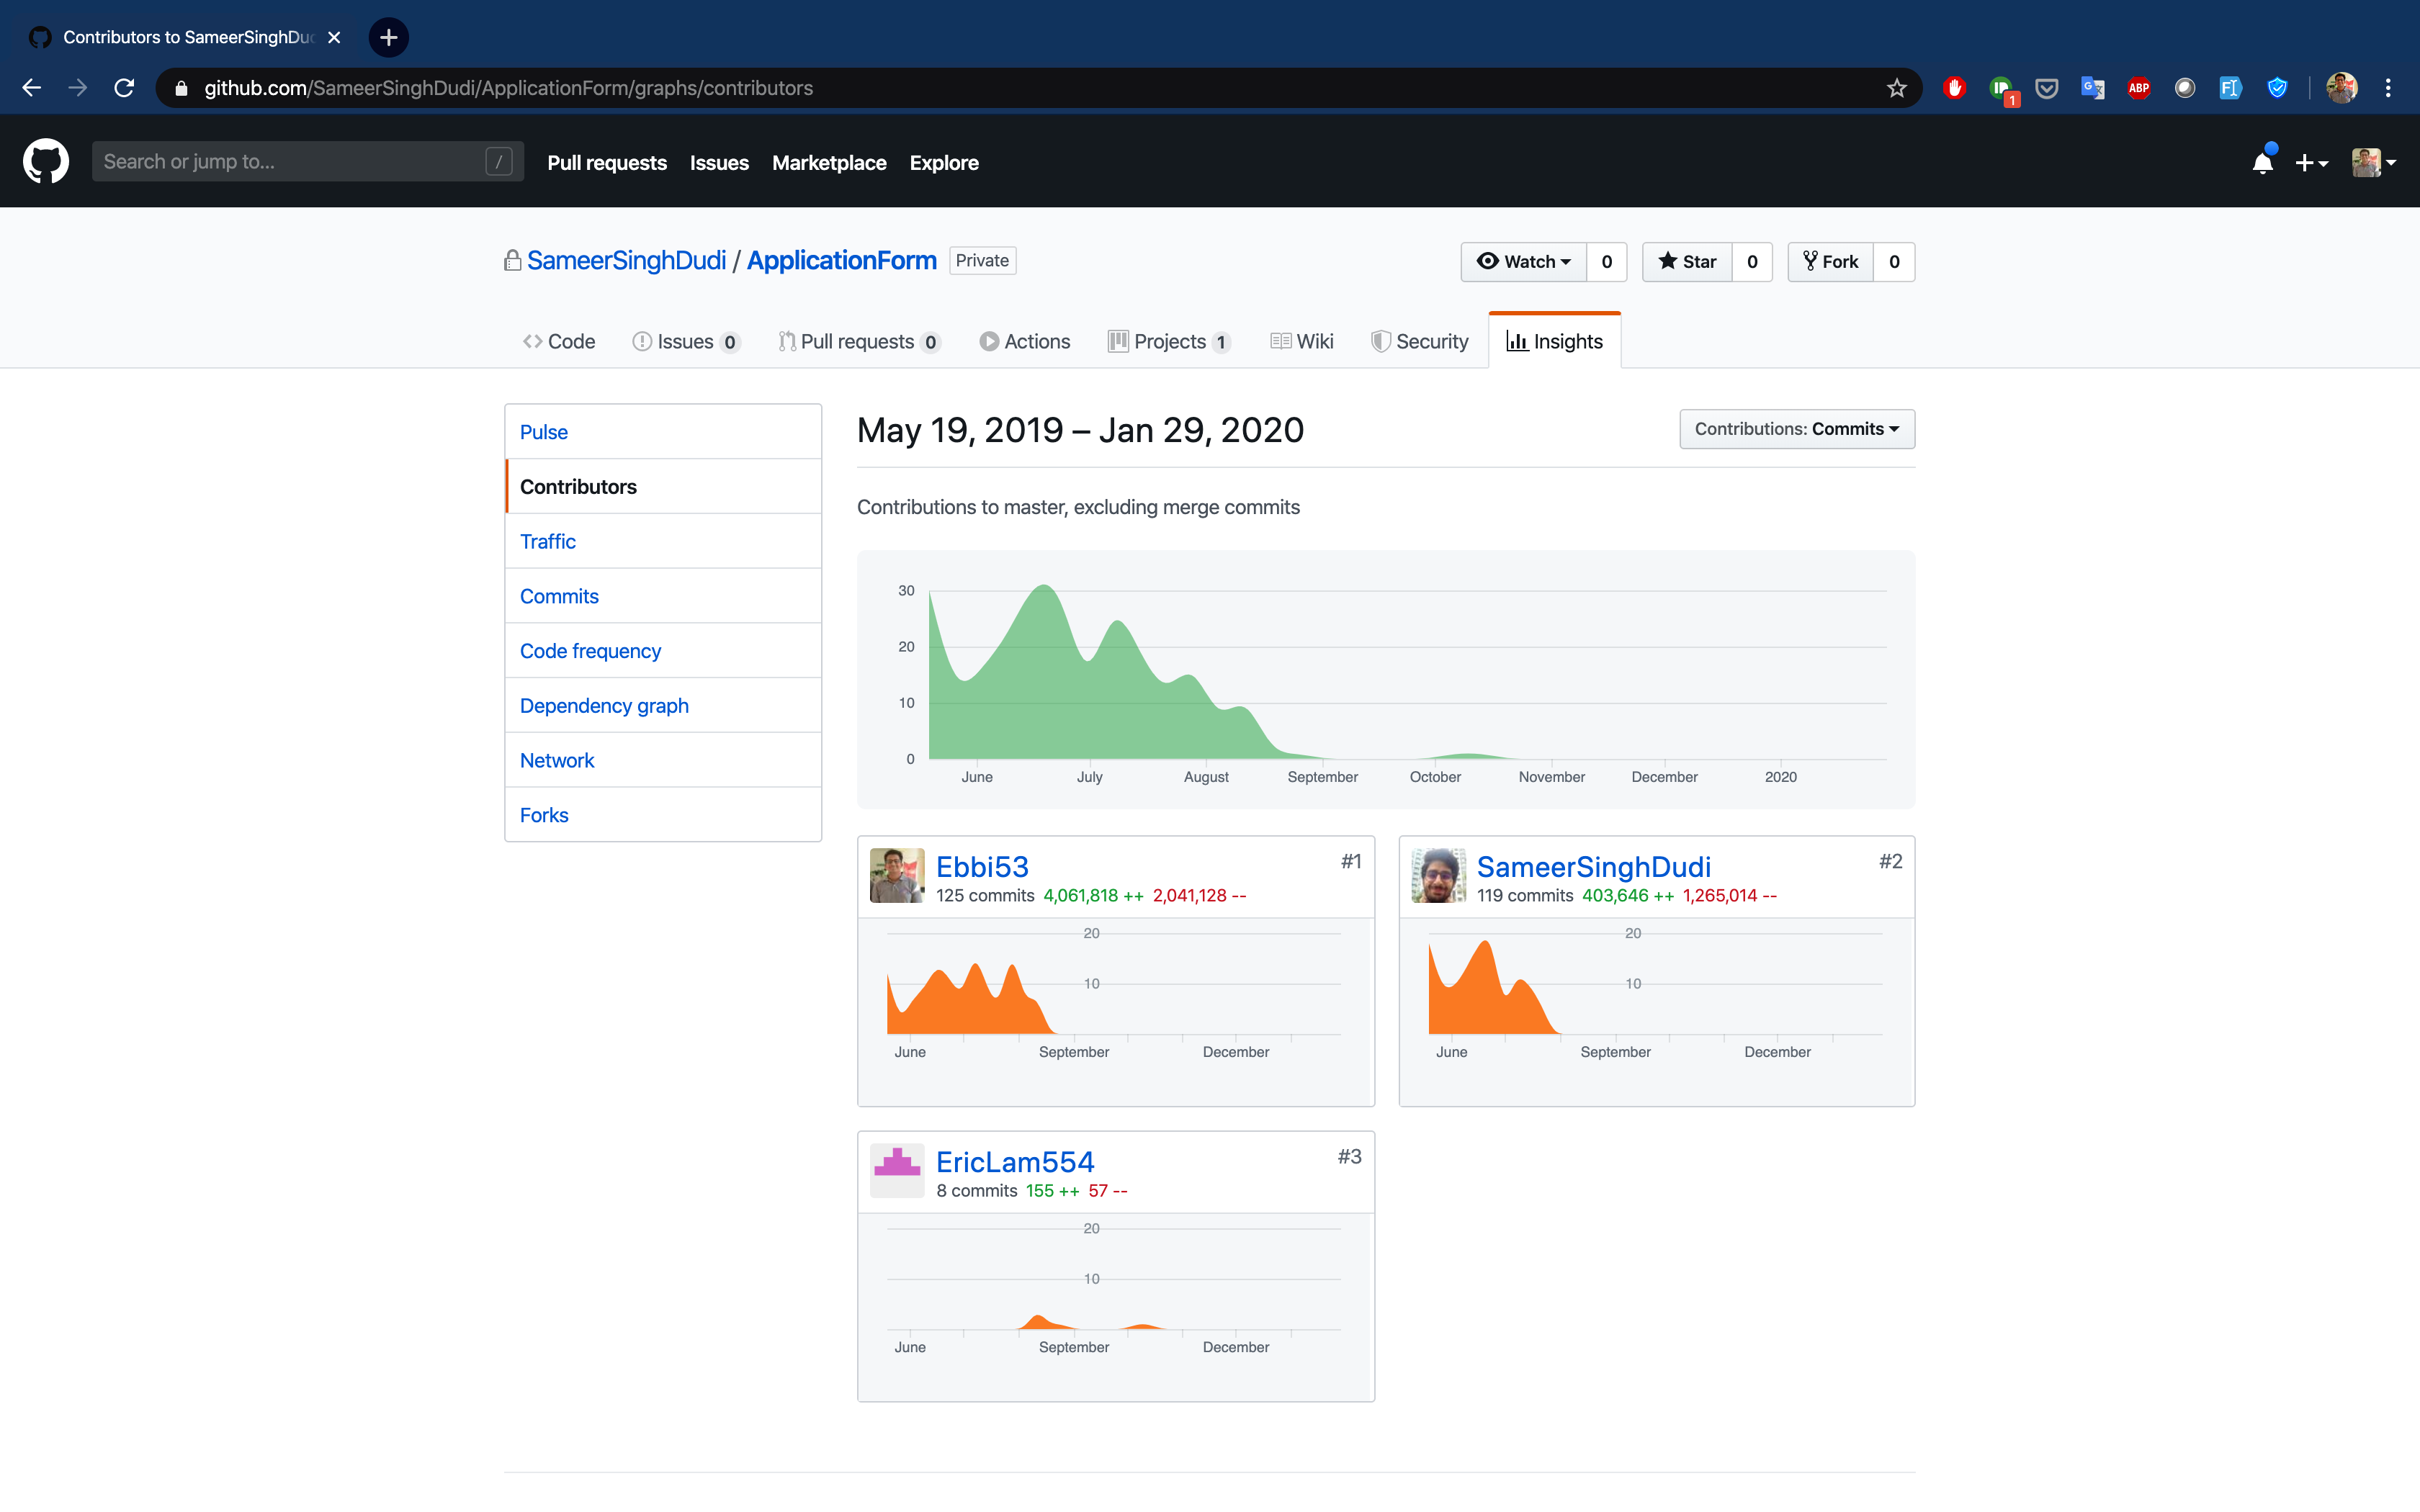 Contributors to SameerSinghDu
github.com/SameerSinghDudi/ApplicationForm/graphs/contributors
1
ABP
Search or jump to... /
Pull requests Issues Marketplace Explore
SameerSinghDudi / ApplicationForm Private
Watch 0 Star 0 Fork 0
Code Issues 0 Pull requests 0 Actions Projects 1 Wiki Security Insights
Pulse
Contributors
Traffic
Commits
Code frequency
Dependency graph
Network
Forks
May 19, 2019 – Jan 29, 2020
Contributions: Commits
Contributions to master, excluding merge commits
30
20
10
0
June July August September October November December 2020
Ebbi53 #1
125 commits 4,061,818 ++ 2,041,128 --
20
10
June September December
SameerSinghDudi #2
119 commits 403,646 ++ 1,265,014 --
20
10
June September December
EricLam554 #3
8 commits 155 ++ 57 --
20
10
June September December